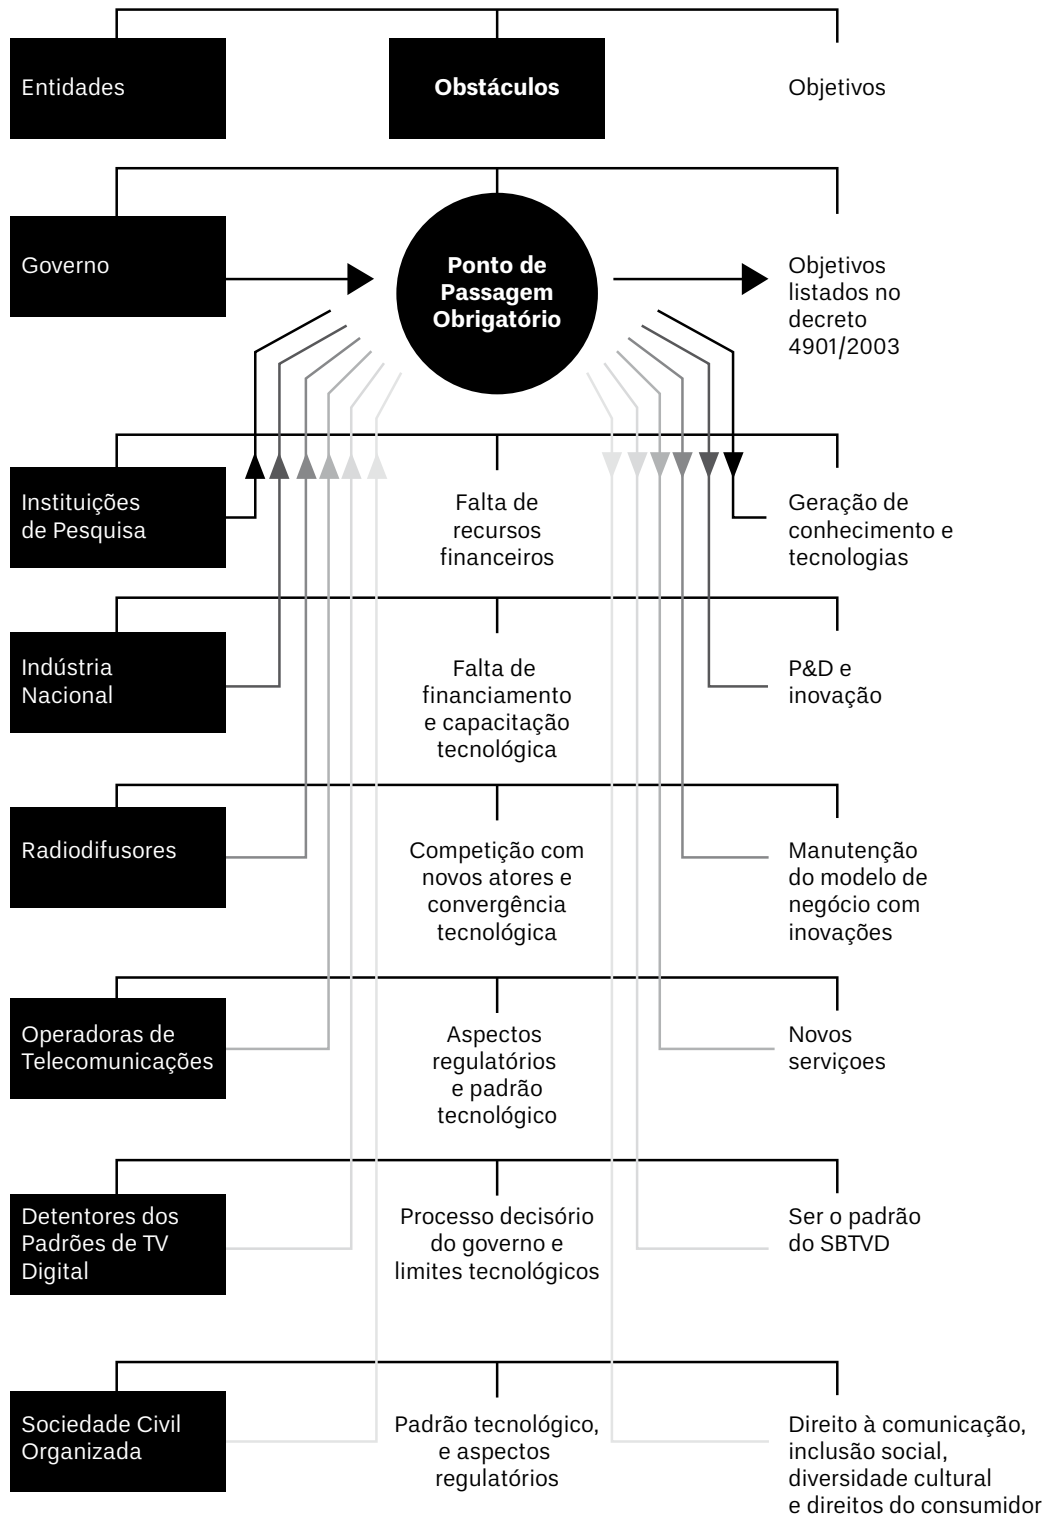 Entidades
Obstáculos
Objetivos
Governo
Ponto de
Passagem
Obrigatório
Objetivos
listados no
decreto
4901/2003
Instituições
de Pesquisa
Falta de
recursos
financeiros
Geração de
conhecimento e
tecnologias
Indústria
Nacional
Falta de
financiamento
e capacitação
tecnológica
P&D e
inovação
Radiodifusores
Competição com
novos atores e
convergência
tecnológica
Manutenção
do modelo de
negócio com
inovações
Operadoras de
Telecomunicações
Aspectos
regulatórios
e padrão
tecnológico
Novos
serviçoes
Detentores dos
Padrões de TV
Digital
Processo decisório
do governo e
limites tecnológicos
Ser o padrão
do SBTVD
Sociedade Civil
Organizada
Padrão tecnológico,
e aspectos
regulatórios
Direito à comunicação,
inclusão social,
diversidade cultural
e direitos do consumidor